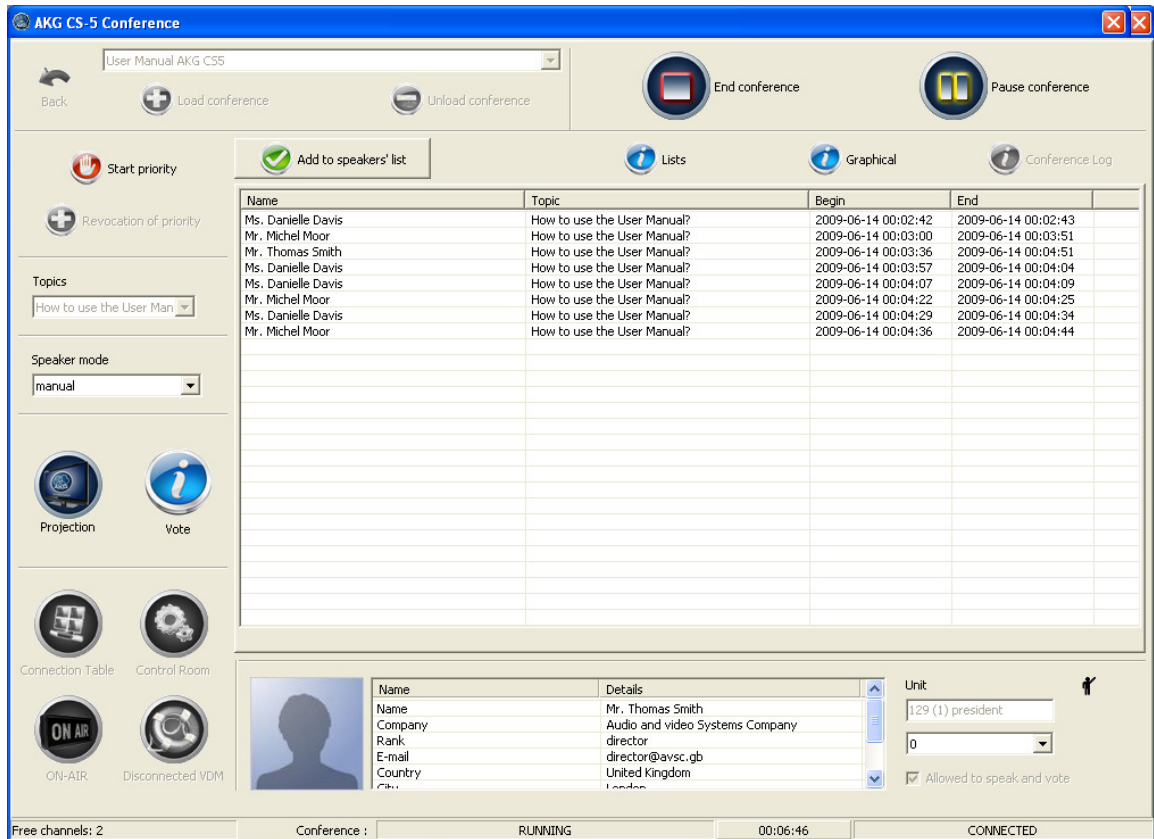 AKG CS-5 Conference
User Manual AKG CS5
Back
Load conference
Unload conference
End conference
Pause conference
Start priority
Add to speakers' list
Lists
Graphical
Conference Log
Revocation of priority
Name Topic Begin End
Ms. Danielle Davis How to use the User Manual? 2009-06-14 00:02:42 2009-06-14 00:02:43
Mr. Michel Moor How to use the User Manual? 2009-06-14 00:03:00 2009-06-14 00:03:51
Mr. Thomas Smith How to use the User Manual? 2009-06-14 00:03:36 2009-06-14 00:04:51
Ms. Danielle Davis How to use the User Manual? 2009-06-14 00:03:57 2009-06-14 00:04:04
Ms. Danielle Davis How to use the User Manual? 2009-06-14 00:04:07 2009-06-14 00:04:09
Mr. Michel Moor How to use the User Manual? 2009-06-14 00:04:22 2009-06-14 00:04:25
Ms. Danielle Davis How to use the User Manual? 2009-06-14 00:04:29 2009-06-14 00:04:34
Mr. Michel Moor How to use the User Manual? 2009-06-14 00:04:36 2009-06-14 00:04:44
Topics
How to use the User Man
Speaker mode
manual
Projection
Vote
Connection Table
Control Room
ON AIR
ON-AIR
Disconnected VDM
Name Details
Name Mr. Thomas Smith
Company Audio and video Systems Company
Rank director
E-mail director@avsc.gb
Country United Kingdom
City London
Unit
129 (1) president
0
Allowed to speak and vote
Free channels: 2
Conference :
RUNNING
00:06:46
CONNECTED